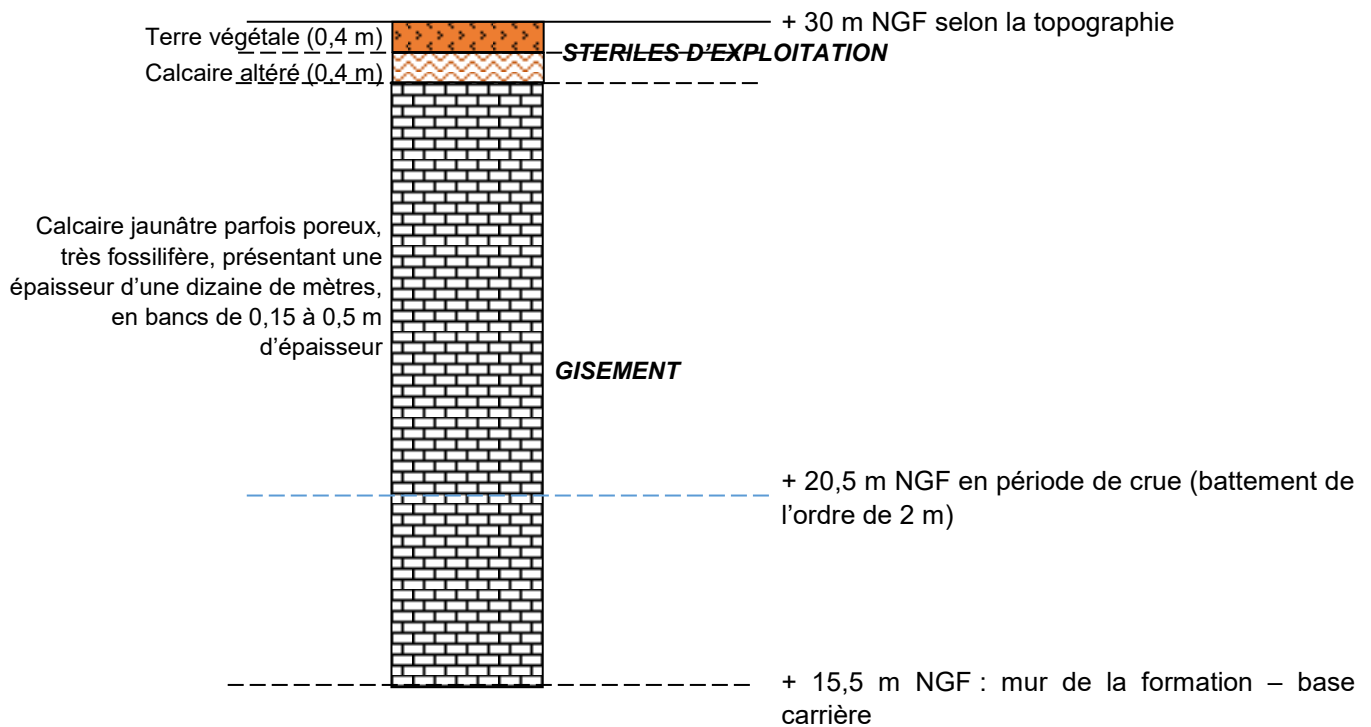 + 30 m NGF selon la topographie
Terre végétale (0,4 m)
STERILES D'EXPLOITATION
Calcaire altéré (0,4 m)
Calcaire jaunâtre parfois poreux,
très fossilifère, présentant une
épaisseur d'une dizaine de mètres,
en bancs de 0,15 à 0,5 m
d'épaisseur
GISEMENT
+ 20,5 m NGF en période de crue (battement de
l'ordre de 2 m)
+ 15,5 m NGF : mur de la formation – base
carrière